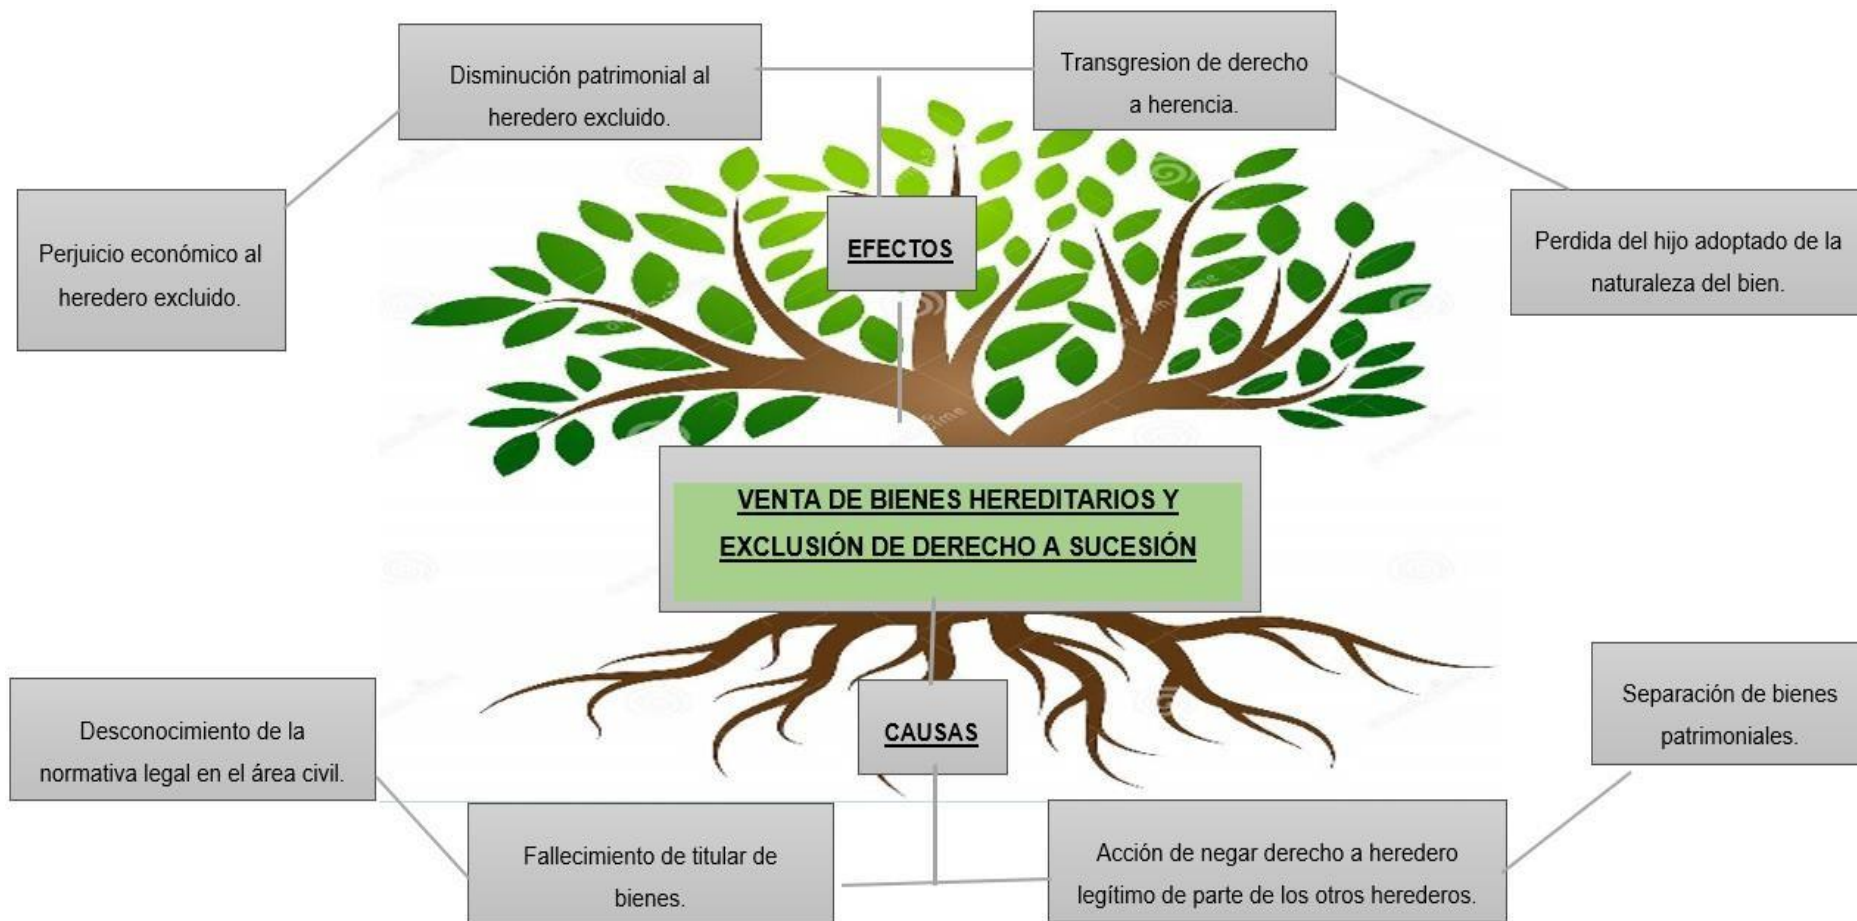 Disminución patrimonial al
heredero excluido.
Transgresion de derecho
a herencia.
Perjuicio económico al
heredero excluido.
EFECTOS
Perdida del hijo adoptado de la
naturaleza del bien.
VENTA DE BIENES HEREDITARIOS Y
EXCLUSIÓN DE DERECHO A SUCESIÓN
Desconocimiento de la
normativa legal en el área civil.
CAUSAS
Separación de bienes
patrimoniales.
Fallecimiento de titular de
bienes.
Acción de negar derecho a heredero
legítimo de parte de los otros herederos.